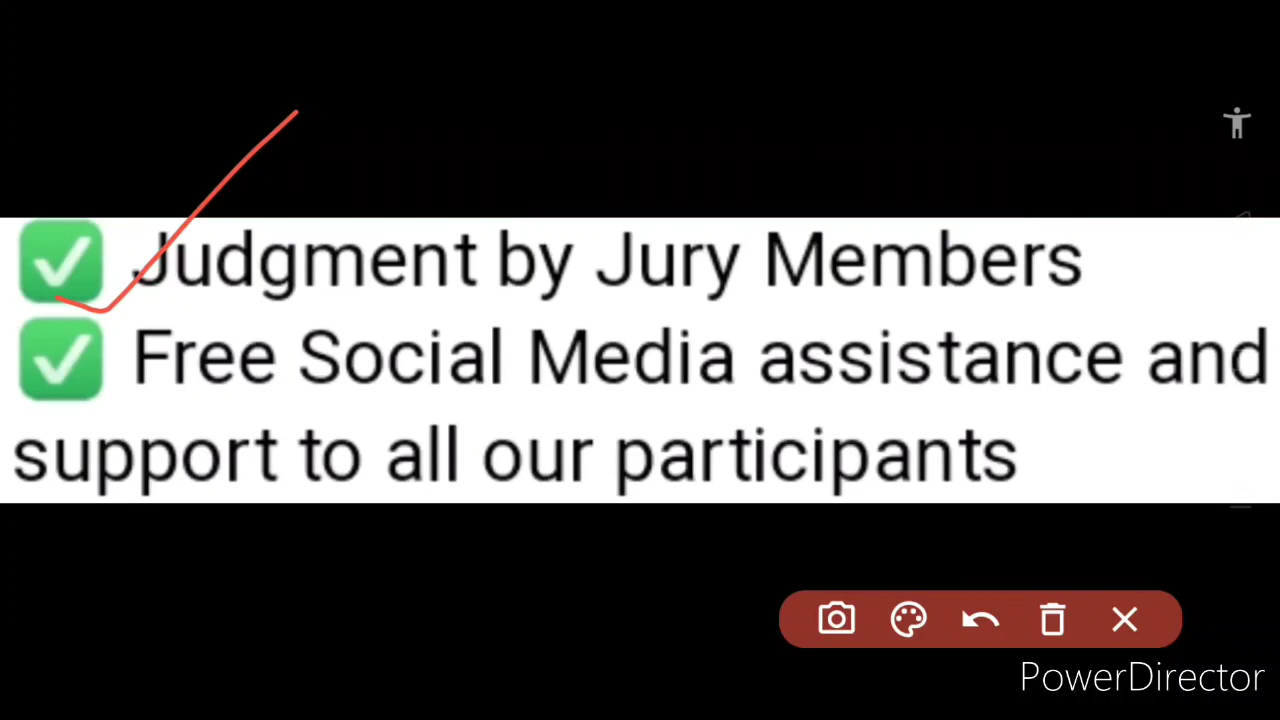 ✅ Judgment by Jury Members
✅ Free Social Media assistance and
support to all our participants
PowerDirector